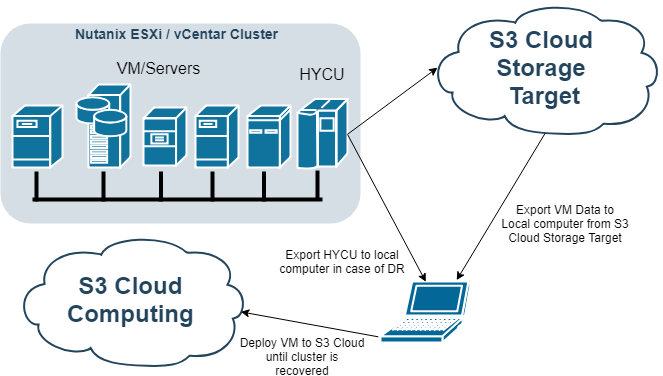 Nutanix ESXi / vCentar Cluster
VM/Servers
HYCU
S3 Cloud
Storage
Target
Export VM Data to
Local computer from S3
Cloud Storage Target
Export HYCU to local
computer in case of DR
S3 Cloud
Computing
Deploy VM to S3 Cloud
until cluster is
recovered